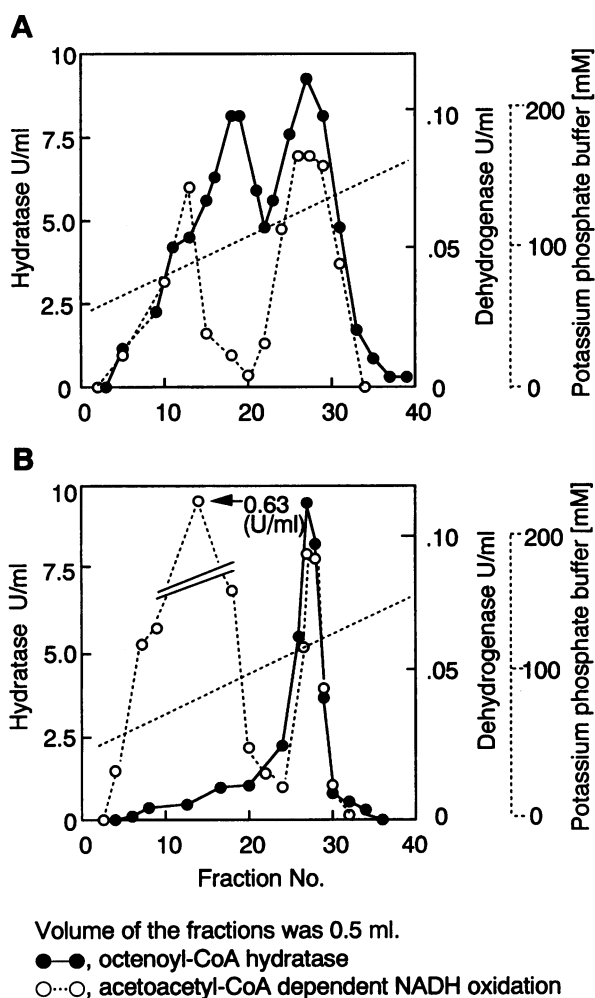 A
10
7.5
5.0
2.5
0
Hydratase U/ml
.10
.05
0
Dehydrogenase U/ml
200
100
0
Potassium phosphate buffer [mM]
0 10 20 30 40
B
10
7.5
5.0
2.5
0
Hydratase U/ml
0.63
(U/ml)
.10
.05
0
Dehydrogenase U/ml
200
100
0
Potassium phosphate buffer [mM]
0 10 20 30 40
Fraction No.
Volume of the fractions was 0.5 ml.
●—●, octenoyl-CoA hydratase
○···○, acetoacetyl-CoA dependent NADH oxidation